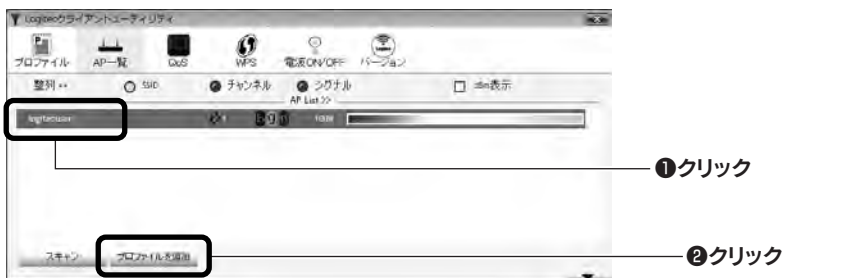 Logitecクライアントユーティリティ
プロファイル AP一覧 QoS WPS 電波ON/OFF バージョン
整列 SSID チャンネル シグナル dbm表示
AP List >>
logitecuser 1 b g n 100%
❶クリック
スキャン プロファイルを追加
❷クリック